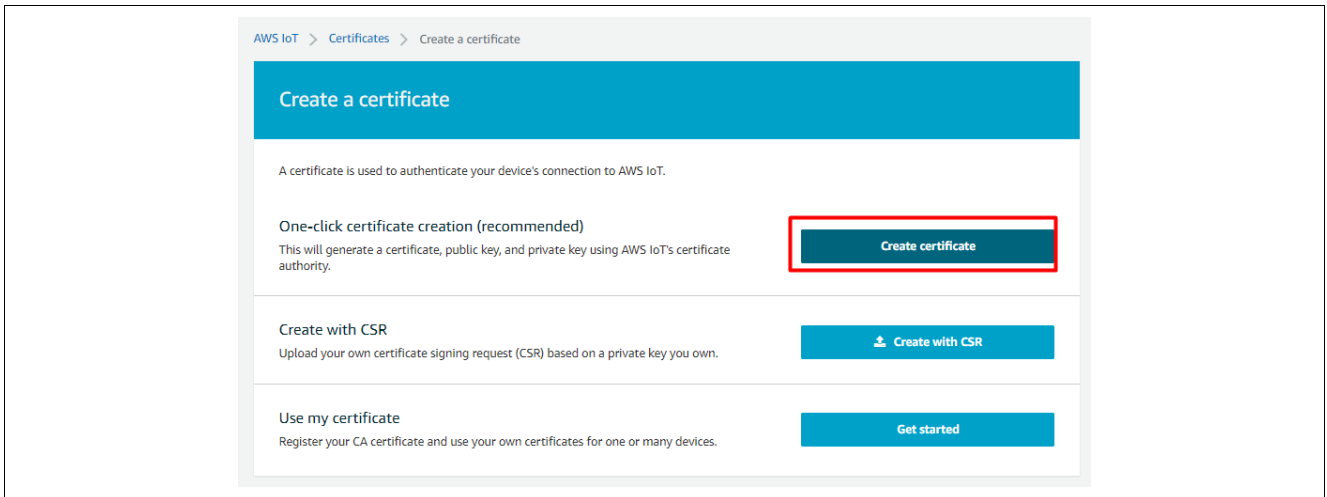 AWS IoT > Certificates > Create a certificate
Create a certificate
A certificate is used to authenticate your device's connection to AWS IoT.
One-click certificate creation (recommended)
This will generate a certificate, public key, and private key using AWS IoT's certificate
authority.
Create certificate
Create with CSR
Upload your own certificate signing request (CSR) based on a private key you own.
Create with CSR
Use my certificate
Register your CA certificate and use your own certificates for one or many devices.
Get started